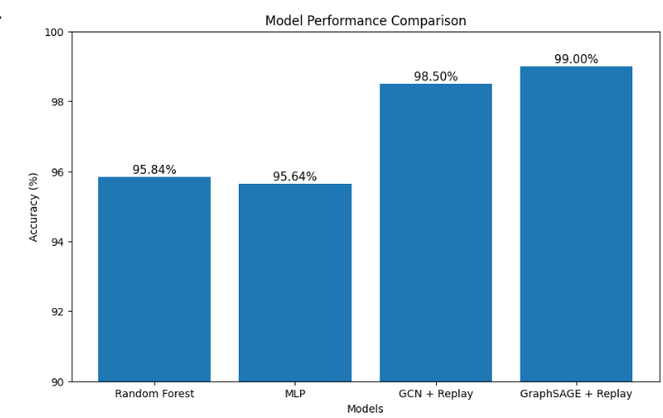 Model Performance Comparison
100
98
96
94
92
90
Accuracy (%)
95.84%
95.64%
98.50%
99.00%
Random Forest
MLP
GCN + Replay
GraphSAGE + Replay
Models